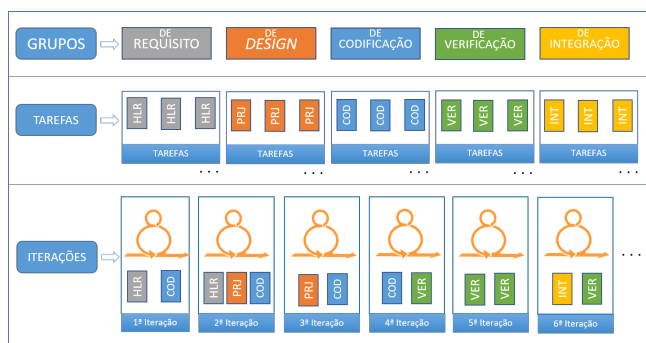 GRUPOS
DE REQUISITO
DE DESIGN
DE CODIFICAÇÃO
DE VERIFICAÇÃO
DE INTEGRAÇÃO
TAREFAS
HLR HLR HLR
PRJ PRJ PRJ
COD COD COD
VER VER VER
INT INT INT
TAREFAS TAREFAS TAREFAS TAREFAS TAREFAS
... ... ... ... ...
ITERAÇÕES
...
HLR COD
HLR PRJ COD
PRJ COD
COD VER
VER VER
INT VER
1ª Iteração 2ª Iteração 3ª Iteração 4ª Iteração 5ª Iteração 6ª Iteração